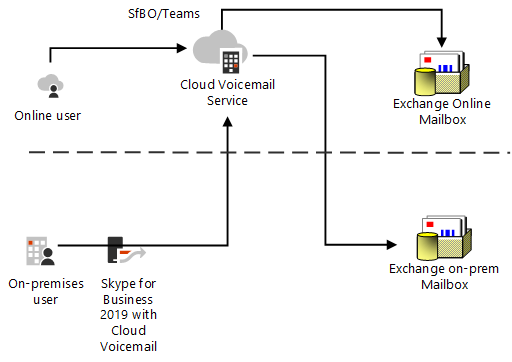 SfBO/Teams
Cloud Voicemail
Service
Exchange Online
Mailbox
Online user
On-premises
user
Skype for
Business
2019 with
Cloud
Voicemail
Exchange on-prem
Mailbox